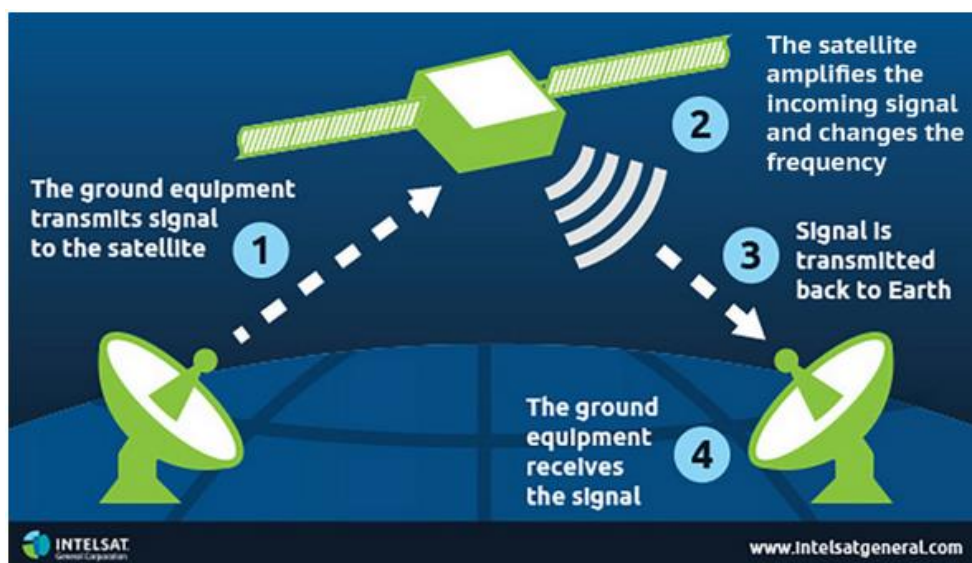 The ground equipment
transmits signal
to the satellite
1
2
The satellite
amplifies the
incoming signal
and changes the
frequency
3
Signal is
transmitted
back to Earth
The ground
equipment
receives
the signal
4
INTELSAT
General Corporation
www.intelsatgeneral.com